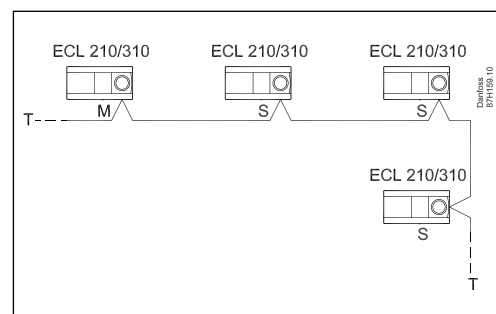 ECL 210/310 ECL 210/310 ECL 210/310
Danfoss
87H159.10
T M S S
ECL 210/310
S
T